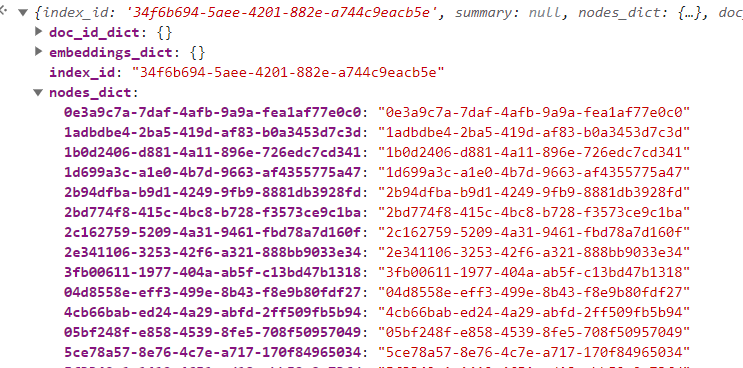 {index_id: '34f6b694-5aee-4201-882e-a744c9eacb5e', summary: null, nodes_dict: {…}, doc
doc_id_dict: {}
embeddings_dict: {}
index_id: "34f6b694-5aee-4201-882e-a744c9eacb5e"
nodes_dict:
0e3a9c7a-7daf-4afb-9a9a-fea1af77e0c0: "0e3a9c7a-7daf-4afb-9a9a-fea1af77e0c0"
1adbdbe4-2ba5-419d-af83-b0a3453d7c3d: "1adbdbe4-2ba5-419d-af83-b0a3453d7c3d"
1b0d2406-d881-4a11-896e-726edc7cd341: "1b0d2406-d881-4a11-896e-726edc7cd341"
1d699a3c-a1e0-4b7d-9663-af4355775a47: "1d699a3c-a1e0-4b7d-9663-af4355775a47"
2b94dfba-b9d1-4249-9fb9-8881db3928fd: "2b94dfba-b9d1-4249-9fb9-8881db3928fd"
2bd774f8-415c-4bc8-b728-f3573ce9c1ba: "2bd774f8-415c-4bc8-b728-f3573ce9c1ba"
2c162759-5209-4a31-9461-fbd78a7d160f: "2c162759-5209-4a31-9461-fbd78a7d160f"
2e341106-3253-42f6-a321-888bb9033e34: "2e341106-3253-42f6-a321-888bb9033e34"
3fb00611-1977-404a-ab5f-c13bd47b1318: "3fb00611-1977-404a-ab5f-c13bd47b1318"
04d8558e-eff3-499e-8b43-f8e9b80fdf27: "04d8558e-eff3-499e-8b43-f8e9b80fdf27"
4cb66bab-ed24-4a29-abfd-2ff509fb5b94: "4cb66bab-ed24-4a29-abfd-2ff509fb5b94"
05bf248f-e858-4539-8fe5-708f50957049: "05bf248f-e858-4539-8fe5-708f50957049"
5ce78a57-8e76-4c7e-a717-170f84965034: "5ce78a57-8e76-4c7e-a717-170f84965034"